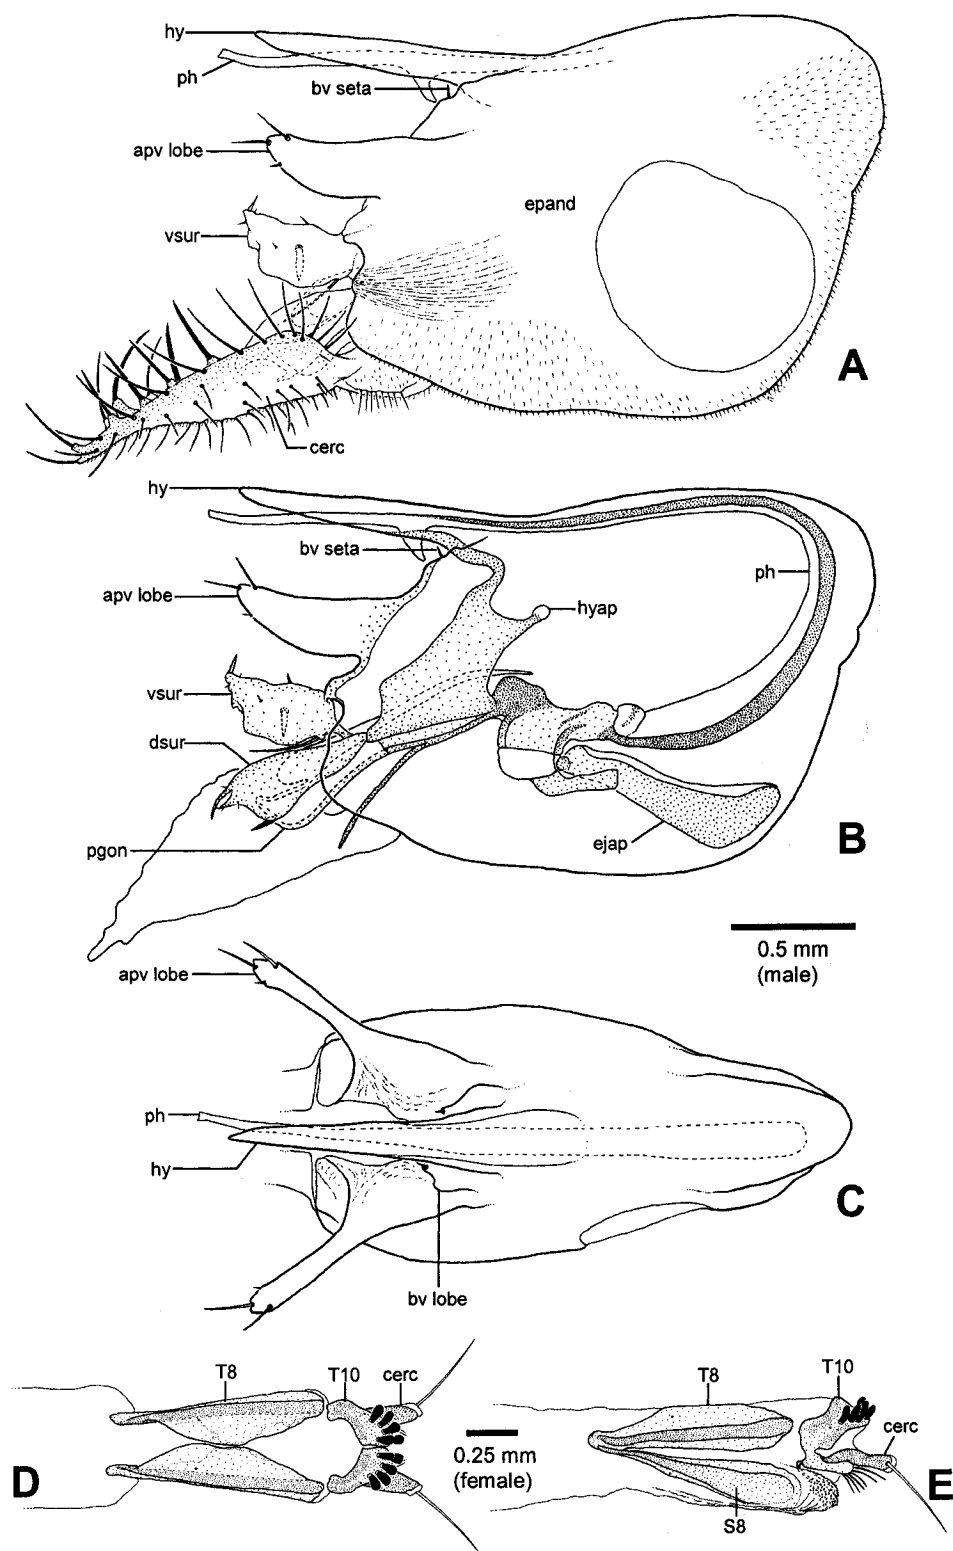 hy
ph
bv seta
apv lobe
epand
vsur
A
cerc
hy
bv seta
ph
apv lobe
hyap
vsur
dsur
B
pgon
ejap
0.5 mm
(male)
apv lobe
ph
hy
C
bv lobe
T8
T10
cerc
D
0.25 mm
(female)
T8
T10
cerc
E
S8